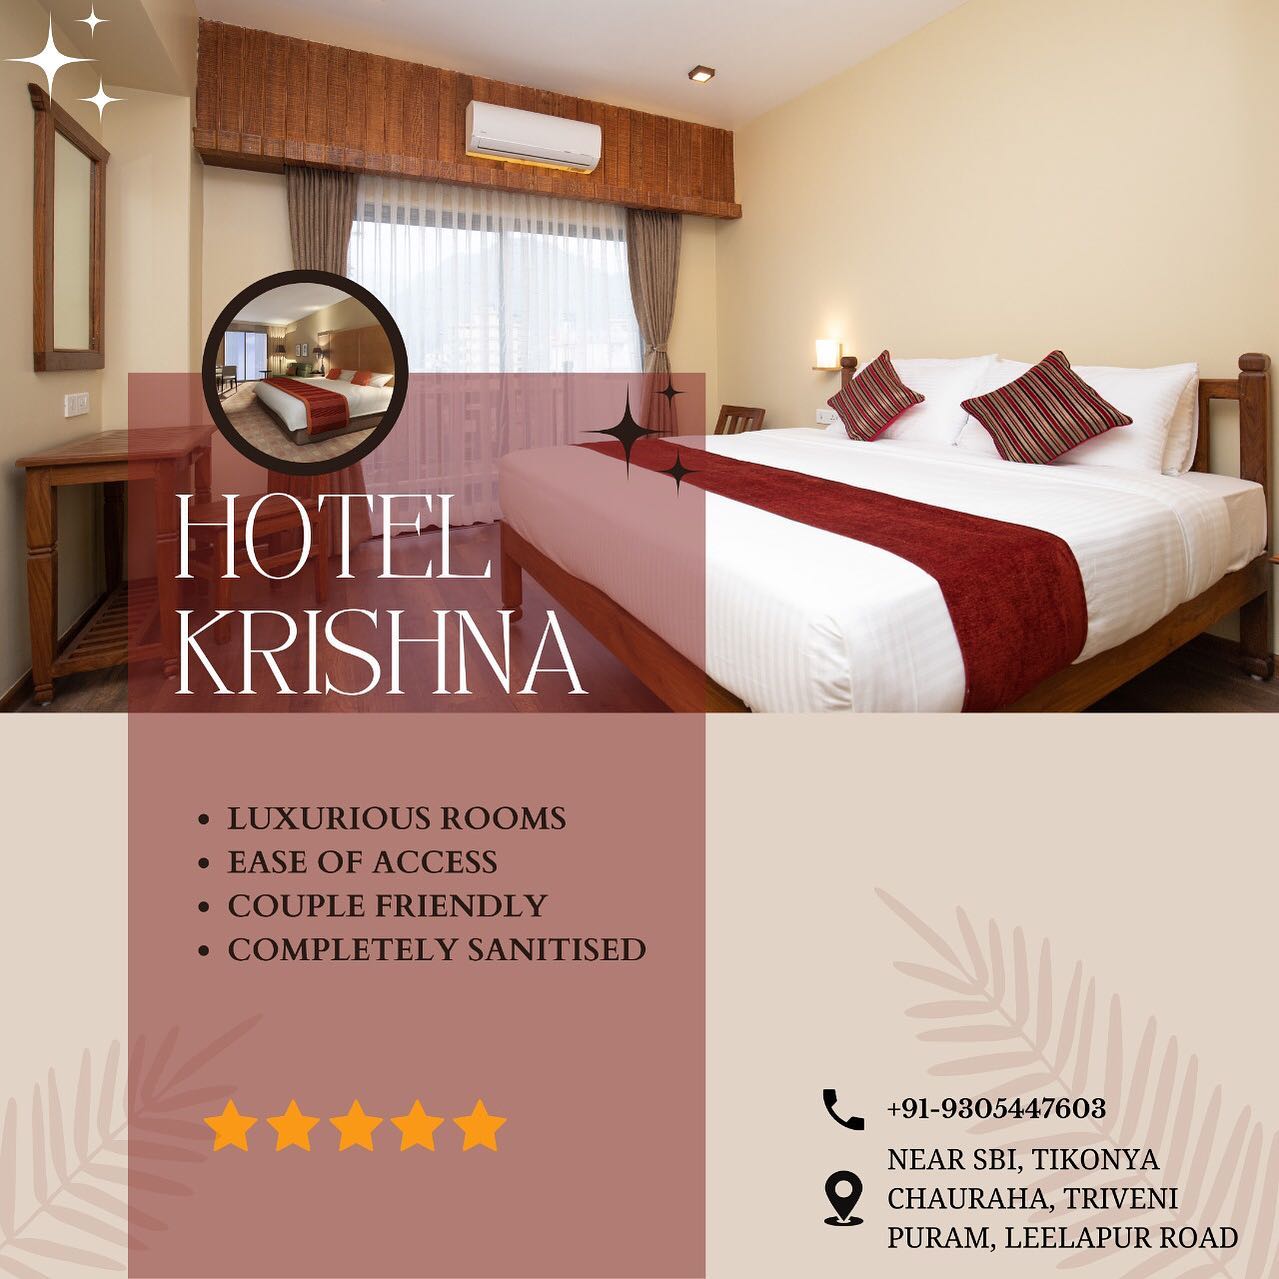 HOTEL
KRISHNA
• LUXURIOUS ROOMS
• EASE OF ACCESS
• COUPLE FRIENDLY
• COMPLETELY SANITISED
+91-9305447603
NEAR SBI, TIKONYA
CHAURAHA, TRIVENI
PURAM, LEELAPUR ROAD